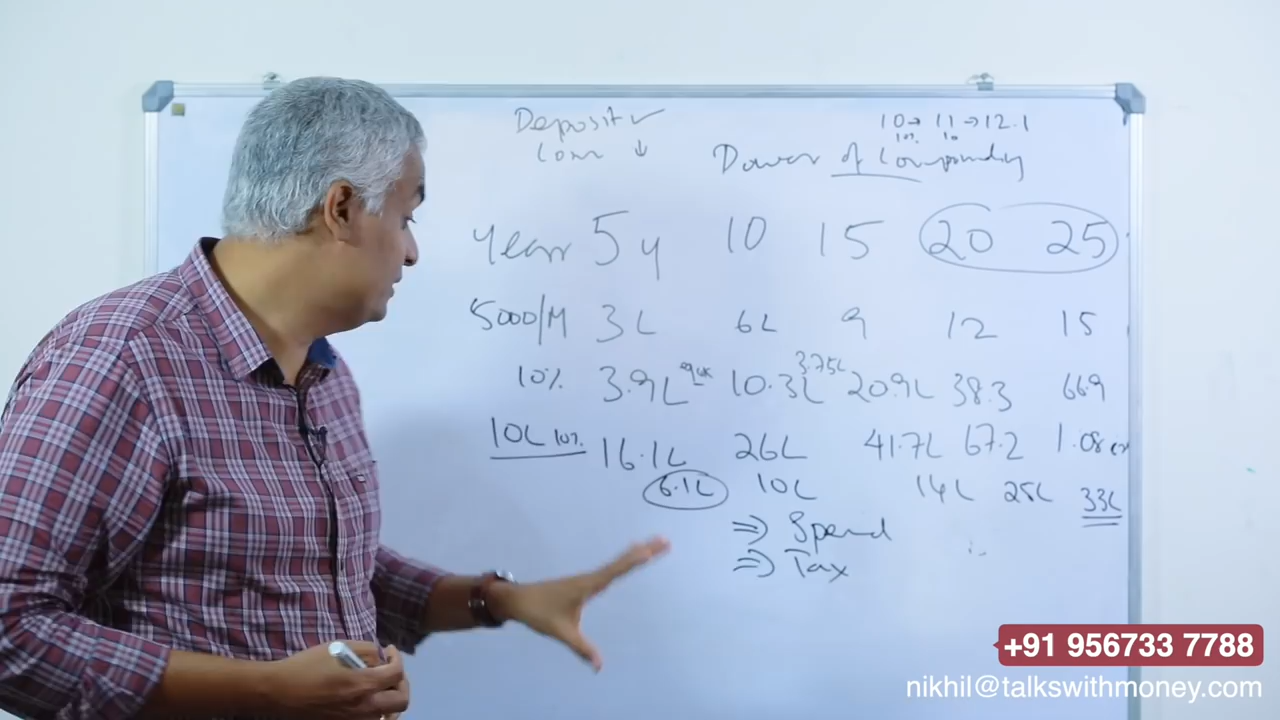 Deposit
Loan ↓
10 → 11 → 12.1
10% 10
Power of Compounding
Year 5y 10 15 20 25
5000/M 3L 6L 9 12 15
3.75L
10% 3.9L 10.3L 20.9L 38.3 66.9
10L 10% 16.1L 26L 41.7L 67.2 1.08 cr
6.1L 10L 14L 25L 33L
⇒ Spend
⇒ Tax
+91 956733 7788
nikhil@talkswithmoney.com